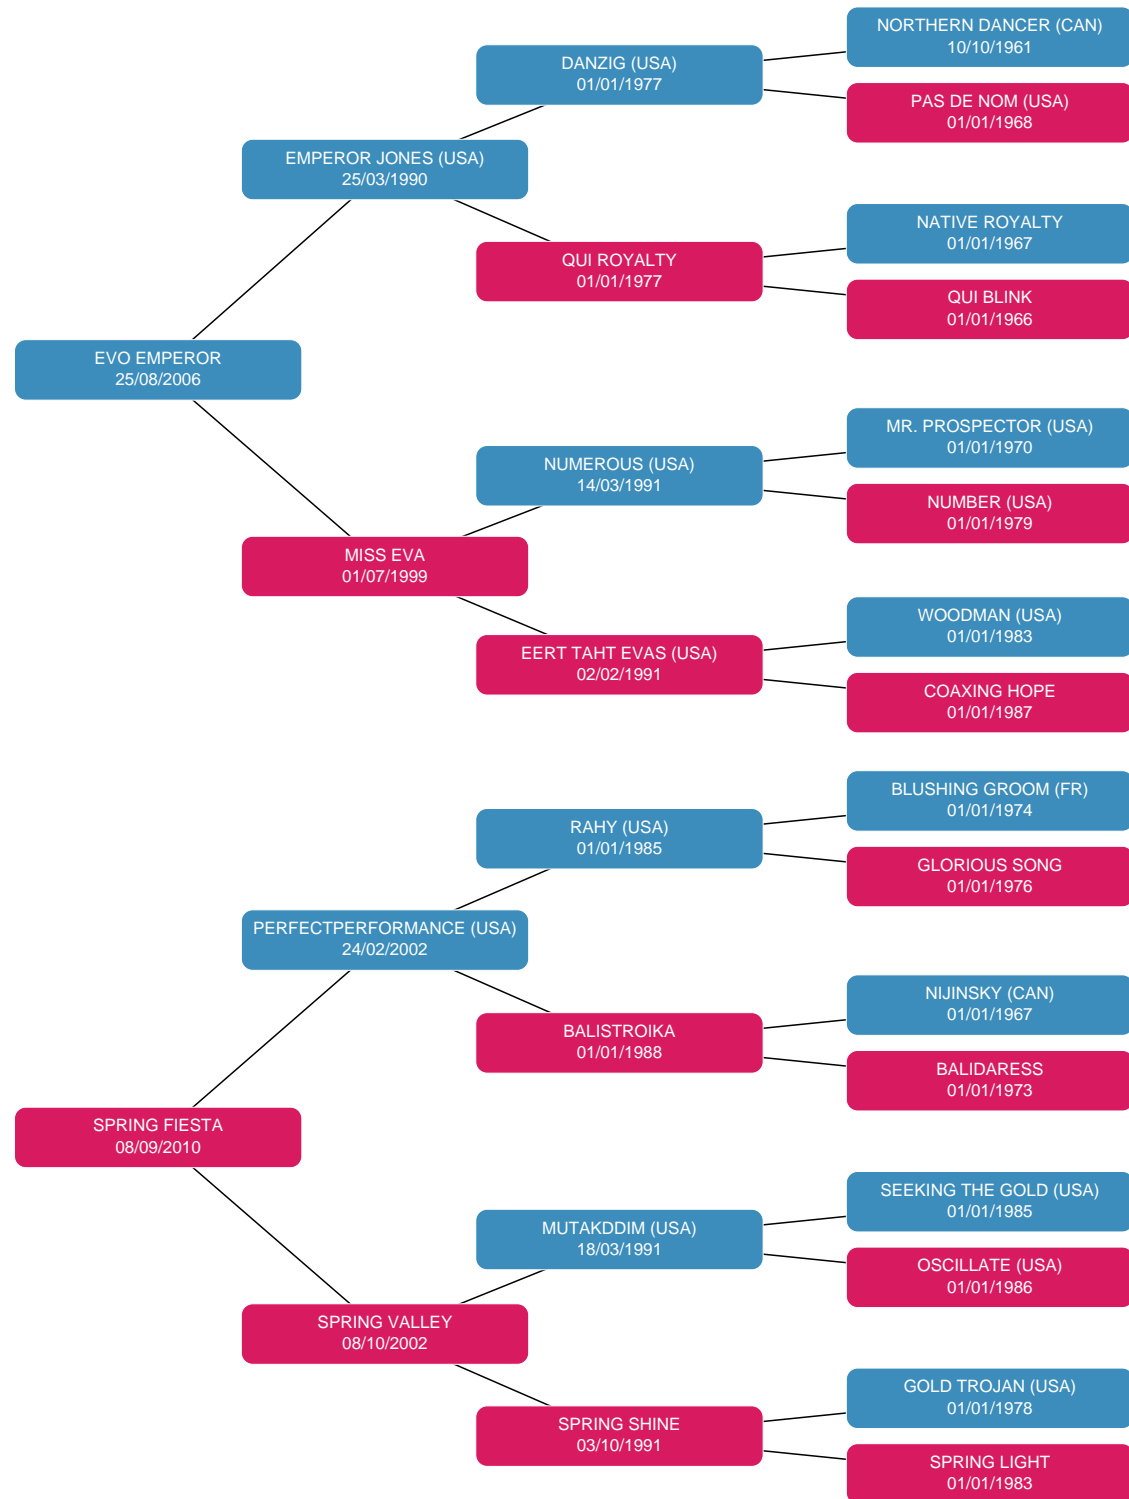 NORTHERN DANCER (CAN)
10/10/1961
DANZIG (USA)
01/01/1977
PAS DE NOM (USA)
01/01/1968
EMPEROR JONES (USA)
25/03/1990
NATIVE ROYALTY
01/01/1967
QUI ROYALTY
01/01/1977
QUI BLINK
01/01/1966
EVO EMPEROR
25/08/2006
MR. PROSPECTOR (USA)
01/01/1970
NUMEROUS (USA)
14/03/1991
NUMBER (USA)
01/01/1979
MISS EVA
01/07/1999
WOODMAN (USA)
01/01/1983
EERT TAHT EVAS (USA)
02/02/1991
COAXING HOPE
01/01/1987
BLUSHING GROOM (FR)
01/01/1974
RAHY (USA)
01/01/1985
GLORIOUS SONG
01/01/1976
PERFECTPERFORMANCE (USA)
24/02/2002
NIJINSKY (CAN)
01/01/1967
BALISTROIKA
01/01/1988
BALIDARESS
01/01/1973
SPRING FIESTA
08/09/2010
SEEKING THE GOLD (USA)
01/01/1985
MUTAKDDIM (USA)
18/03/1991
OSCILLATE (USA)
01/01/1986
SPRING VALLEY
08/10/2002
GOLD TROJAN (USA)
01/01/1978
SPRING SHINE
03/10/1991
SPRING LIGHT
01/01/1983